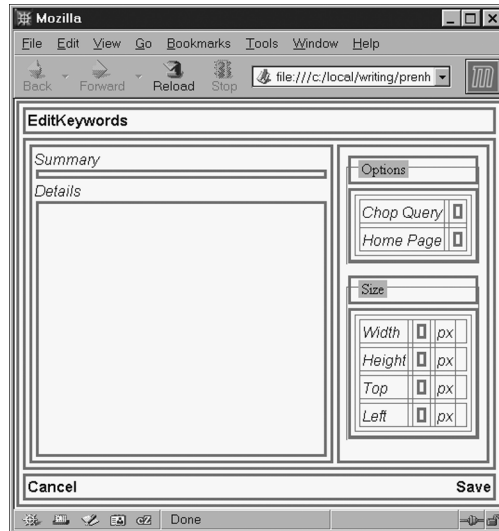 Mozilla
File Edit View Go Bookmarks Tools Window Help
Back Forward Reload Stop file:///c:/local/writing/prenh
EditKeywords
Summary
Details
Options
Chop Query
Home Page
Size
Width px
Height px
Top px
Left px
Cancel Save
Done